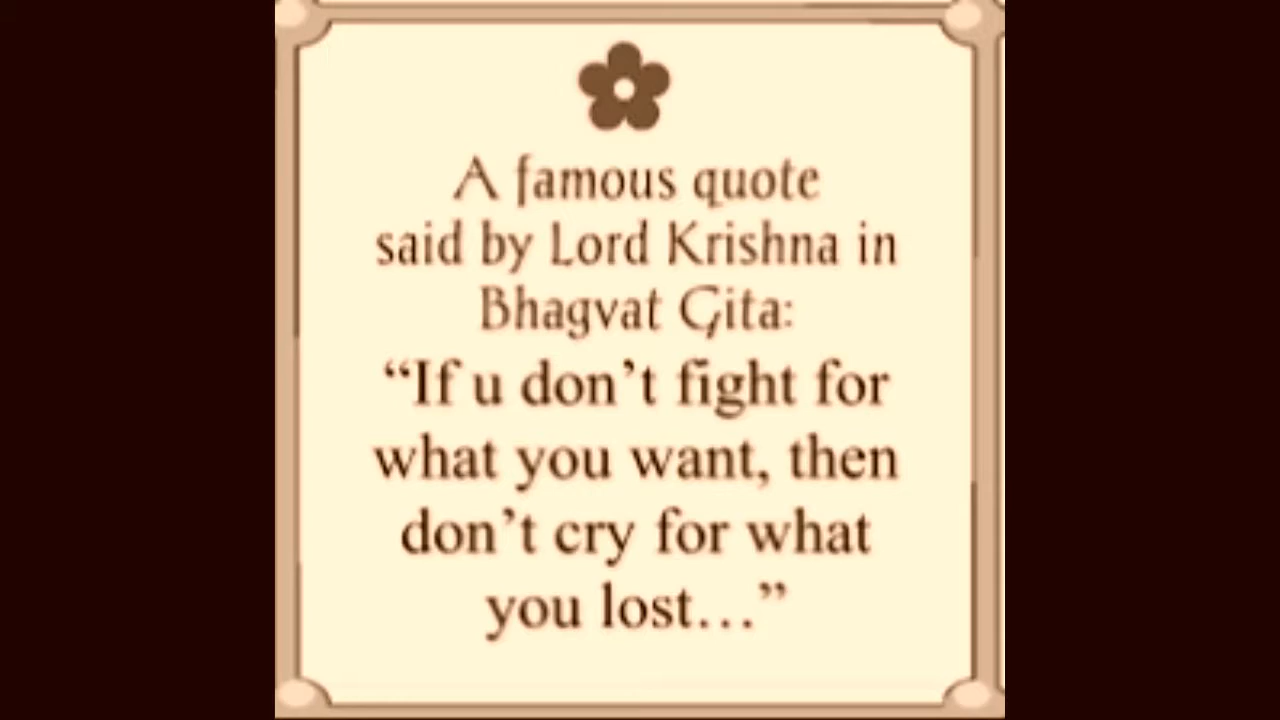 A famous quote
said by Lord Krishna in
Bhagvat Gita:
“If u don’t fight for
what you want, then
don’t cry for what
you lost...”